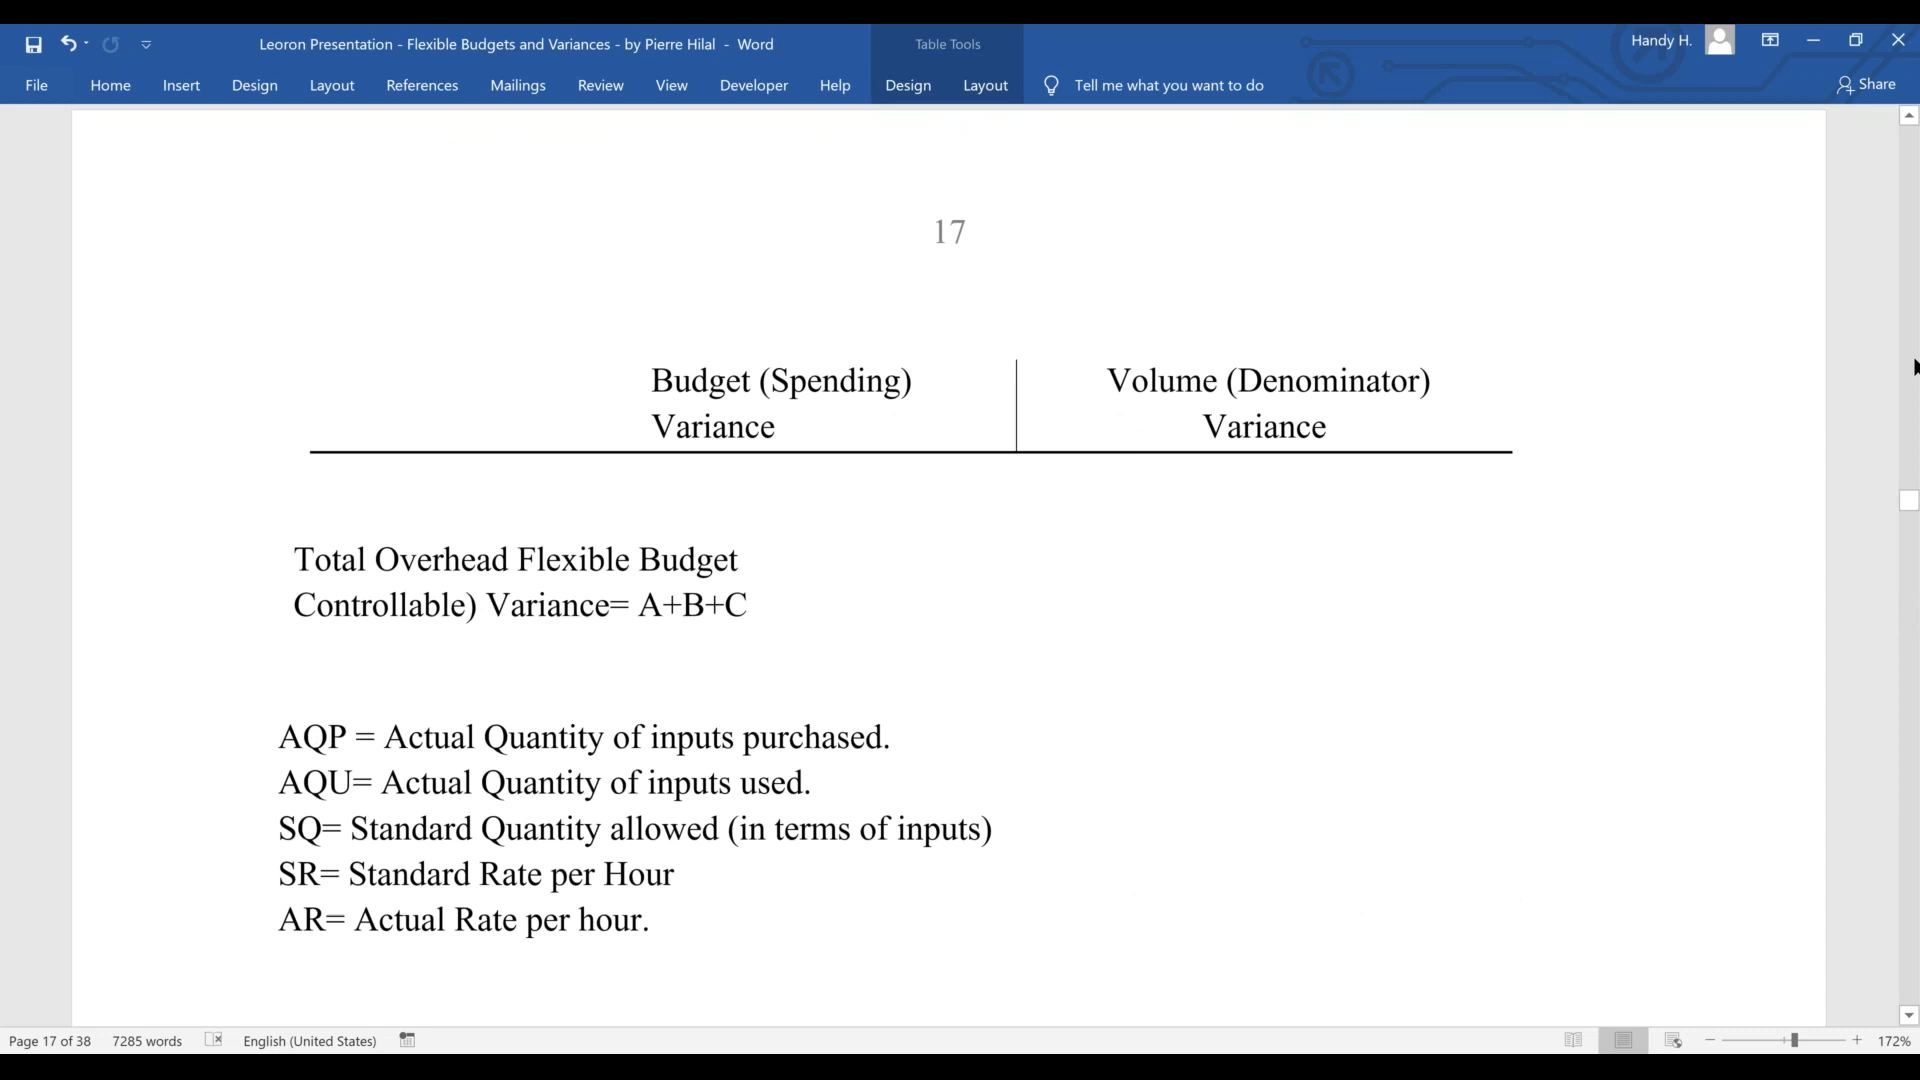 Leoron Presentation - Flexible Budgets and Variances - by Pierre Hilal - Word
Table Tools
Handy H.
File Home Insert Design Layout References Mailings Review View Developer Help Design Layout Tell me what you want to do Share
17
Budget (Spending) Volume (Denominator)
Variance Variance
Total Overhead Flexible Budget
Controllable) Variance= A+B+C
AQP = Actual Quantity of inputs purchased.
AQU= Actual Quantity of inputs used.
SQ= Standard Quantity allowed (in terms of inputs)
SR= Standard Rate per Hour
AR= Actual Rate per hour.
Page 17 of 38 7285 words English (United States) 172%